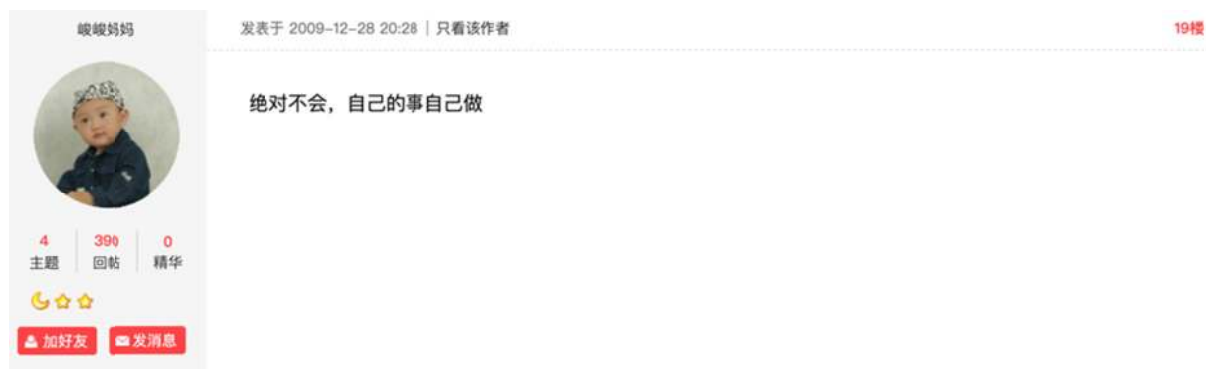 峻峻妈妈
发表于 2009-12-28 20:28 | 只看该作者
19楼
绝对不会，自己的事自己做
4
0
主题
回帖
精华
加好友
发消息